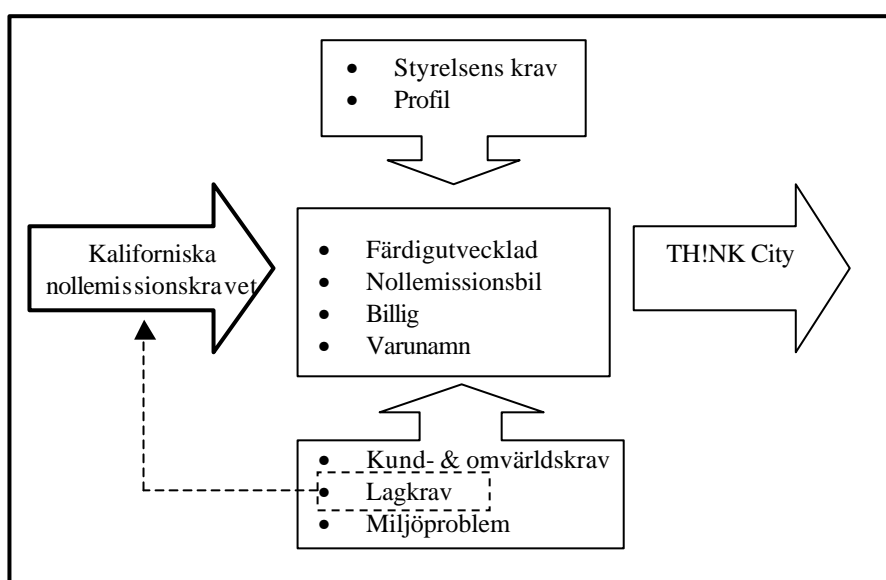 • Styrelsens krav
• Profil
Kaliforniska
nollemissionskravet
• Färdigutvecklad
• Nollemissionsbil
• Billig
• Varunamn
TH!NK City
• Kund- & omvärldskrav
• Lagkrav
• Miljöproblem